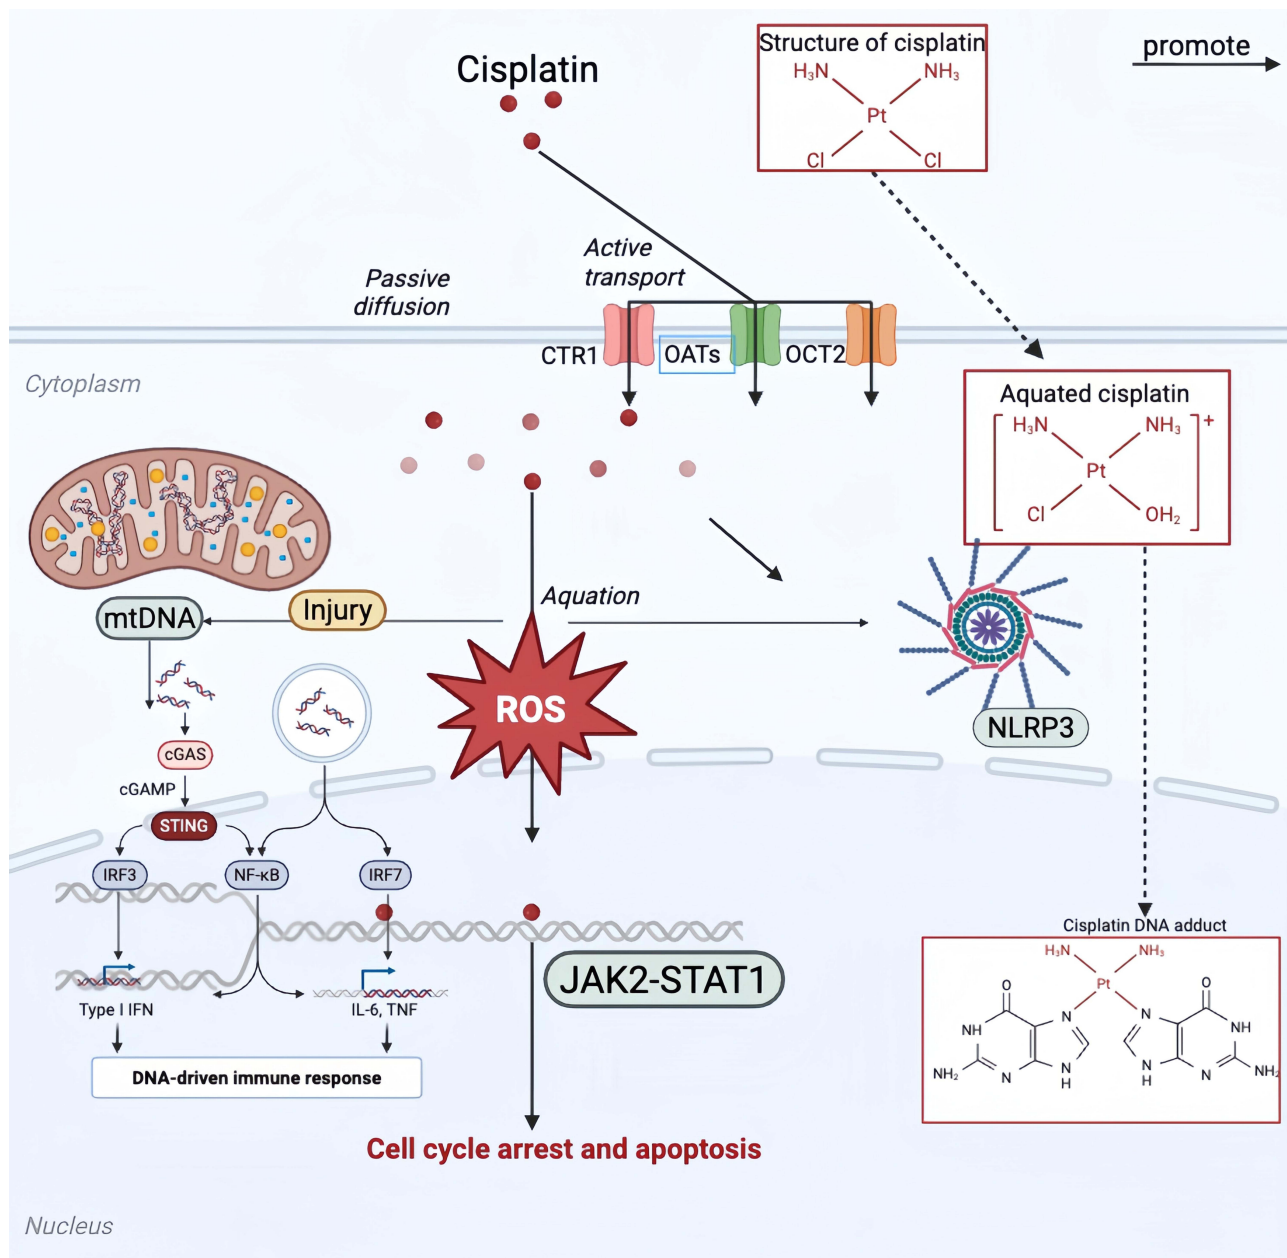 Cisplatin
Structure of cisplatin
H₃N NH₃
Pt
Cl Cl
promote
Active
transport
Passive
diffusion
CTR1 OATs OCT2
Cytoplasm
Aquated cisplatin
H₃N NH₃ +
Pt
Cl OH₂
mtDNA
Injury
Aquation
ROS
NLRP3
cGAS
cGAMP
STING
IRF3 NF-κB IRF7
Type I IFN
IL-6, TNF
DNA-driven immune response
JAK2-STAT1
Cell cycle arrest and apoptosis
Cisplatin DNA adduct
H₃N NH₃
Pt
O O
N N
NH NH
NH₂ N N H N H N NH₂
Nucleus